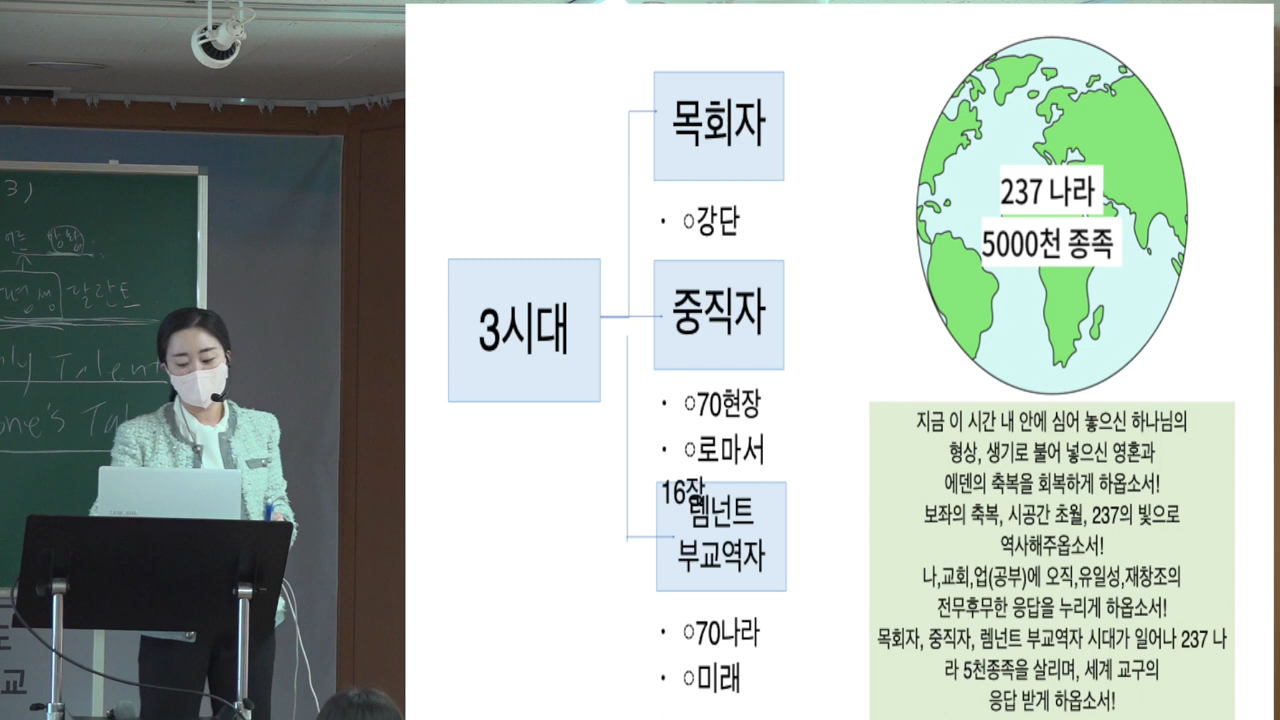 3)
탈란트
Talent
3시대
목회자
· ○강단
중직자
· ○70현장
· ○로마서
16장
렘넌트
부교역자
· ○70나라
· ○미래
237 나라
5000천 종족
지금 이 시간 내 안에 심어 놓으신 하나님의
형상, 생기로 불어 넣으신 영혼과
에덴의 축복을 회복하게 하옵소서!
보좌의 축복, 시공간 초월, 237의 빛으로
역사해주옵소서!
나,교회,업(공부)에 오직,유일성,재창조의
전무후무한 응답을 누리게 하옵소서!
목회자, 중직자, 렘넌트 부교역자 시대가 일어나 237 나
라 5천종족을 살리며, 세계 교구의
응답 받게 하옵소서!
교